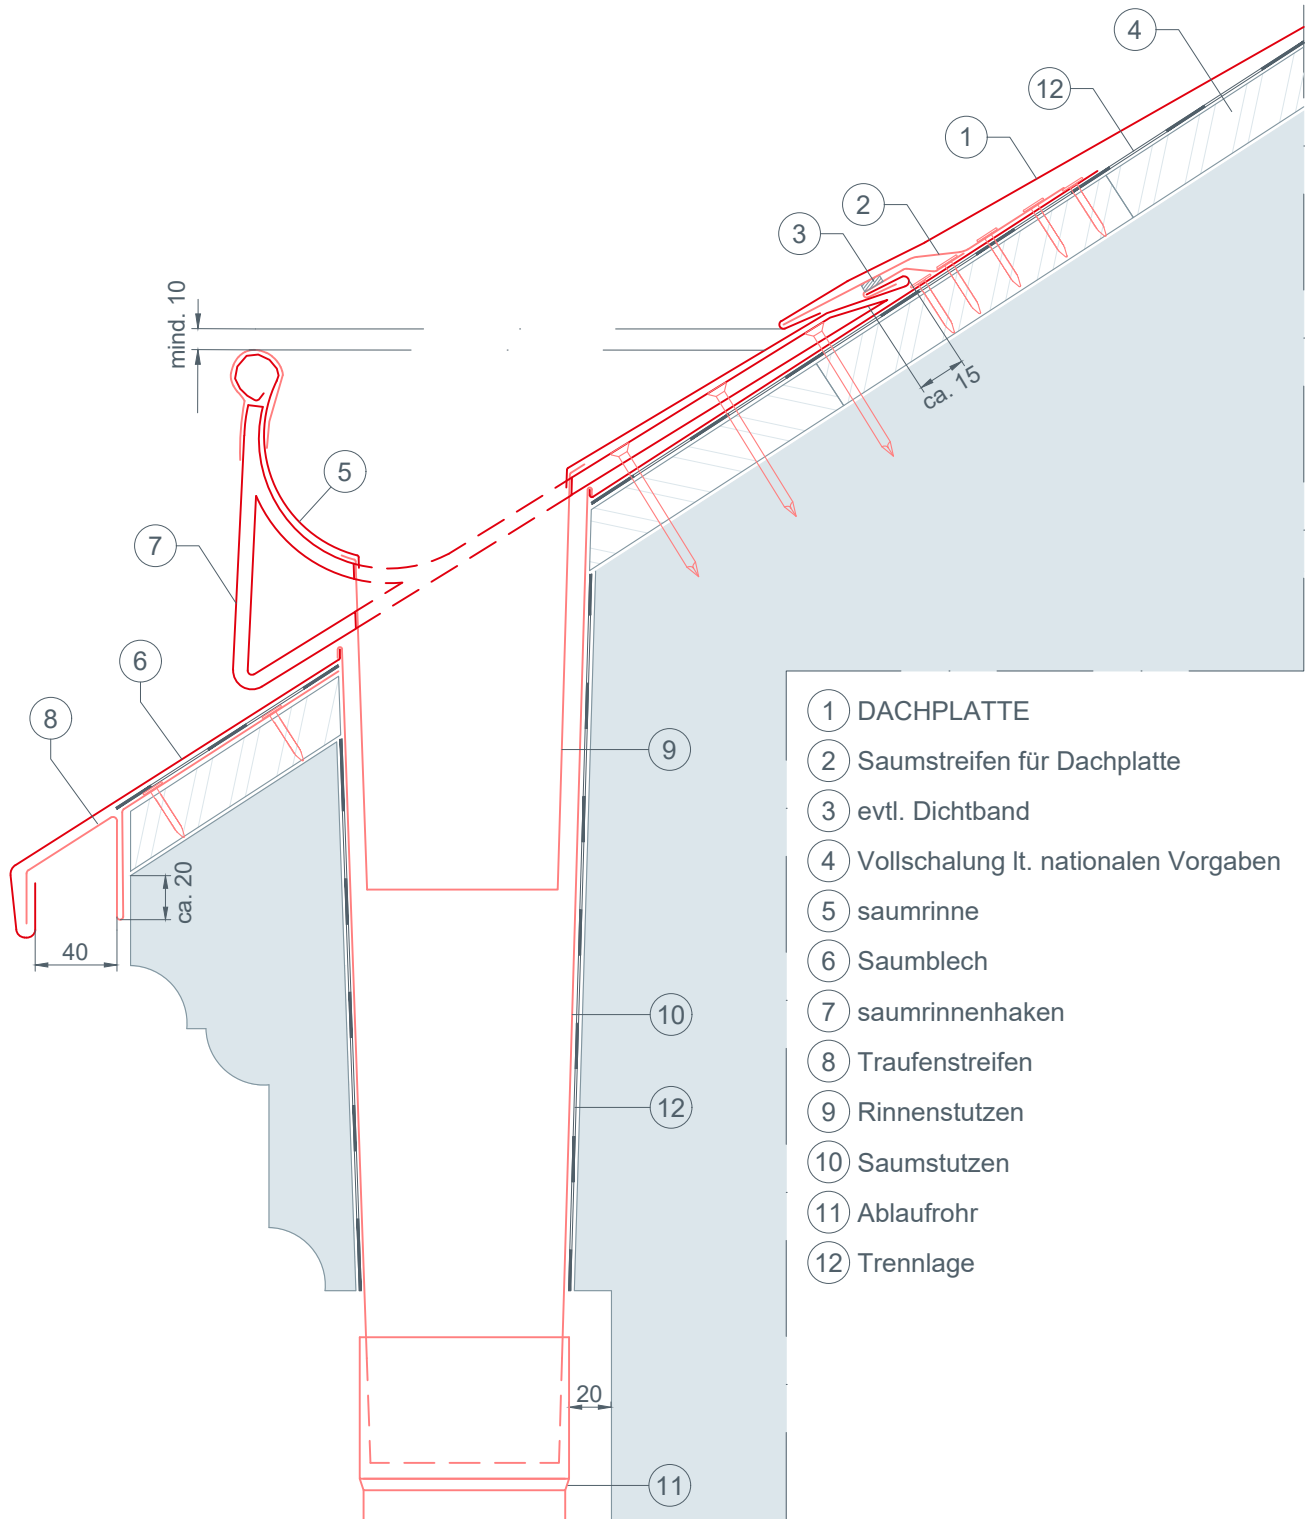 4
12
1
2
3
mind. 10
ca. 15
5
7
6
8
9
ca. 20
40
10
12
20
11
1 DACHPLATTE
2 Saumstreifen für Dachplatte
3 evtl. Dichtband
4 Vollschalung lt. nationalen Vorgaben
5 saumrinne
6 Saumblech
7 saumrinnenhaken
8 Traufenstreifen
9 Rinnenstutzen
10 Saumstutzen
11 Ablaufrohr
12 Trennlage